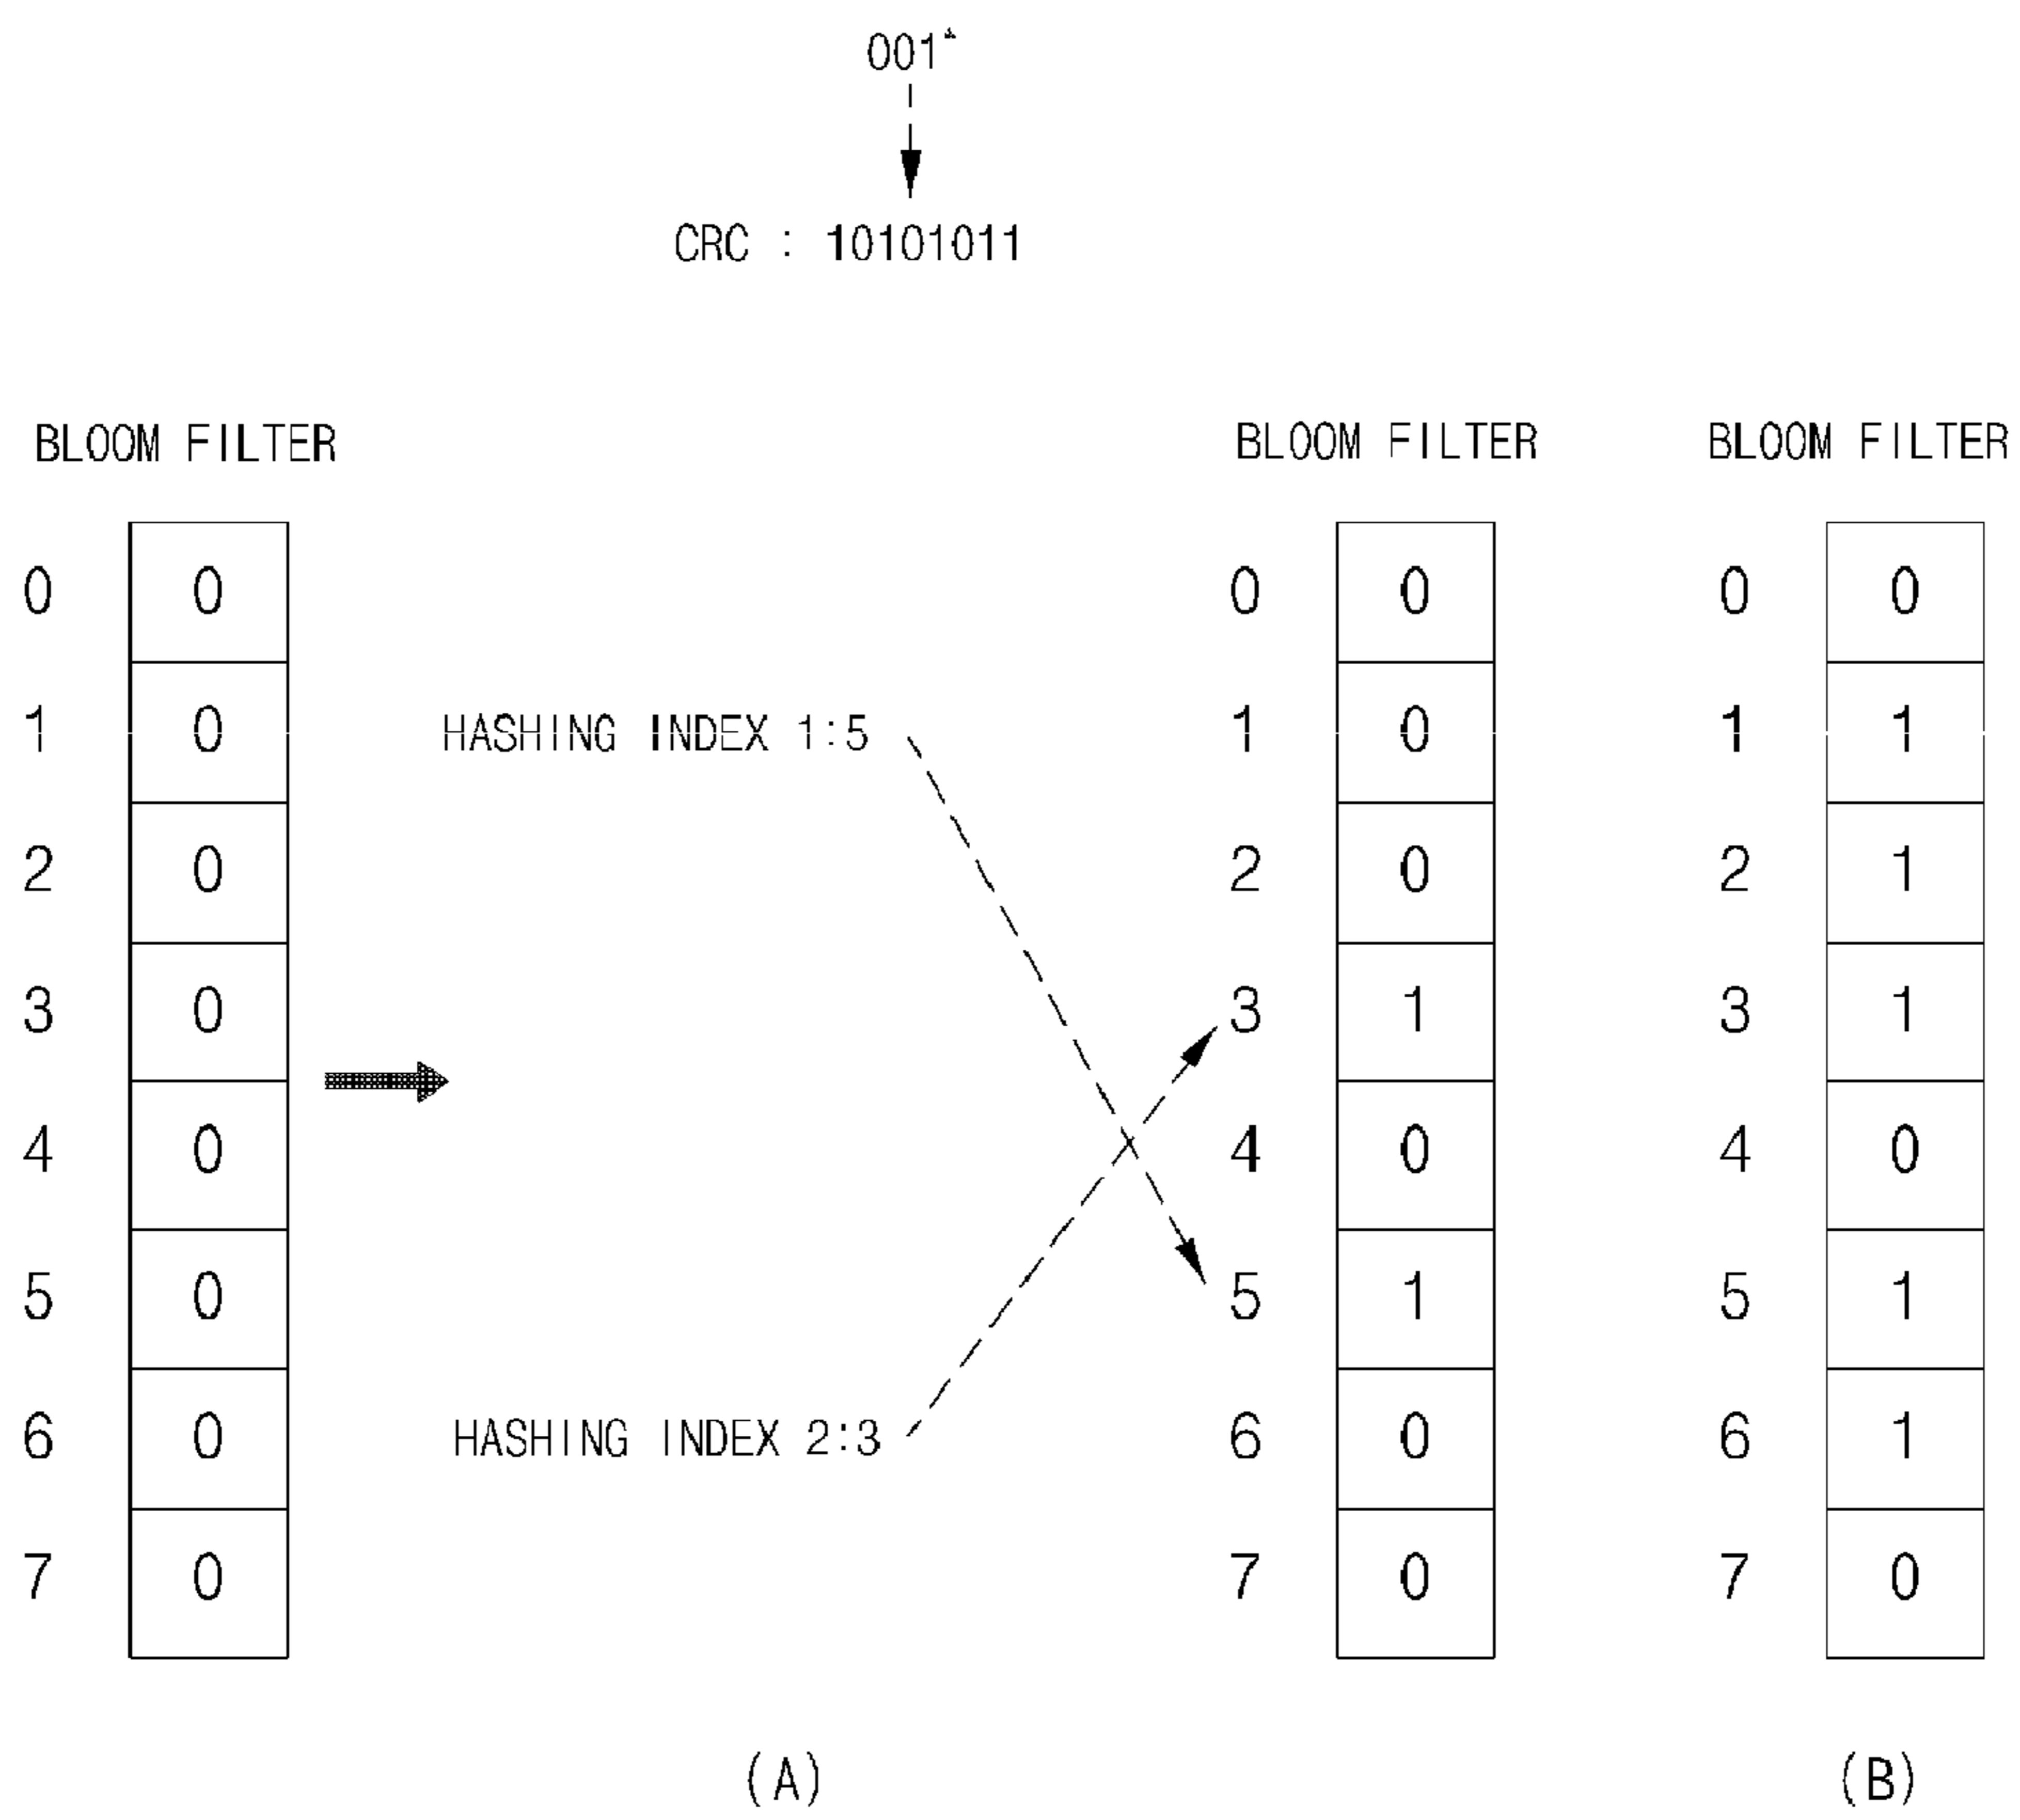 001*
CRC : 10101011
BLOOM FILTER BLOOM FILTER BLOOM FILTER
0 0 0 0 0 0
1 0 HASHING INDEX 1:5 1 0 1 1
2 0 2 0 2 1
3 0 3 1 3 1
4 0 4 0 4 0
5 0 5 1 5 1
6 0 HASHING INDEX 2:3 6 0 6 1
7 0 7 0 7 0
(A) (B)